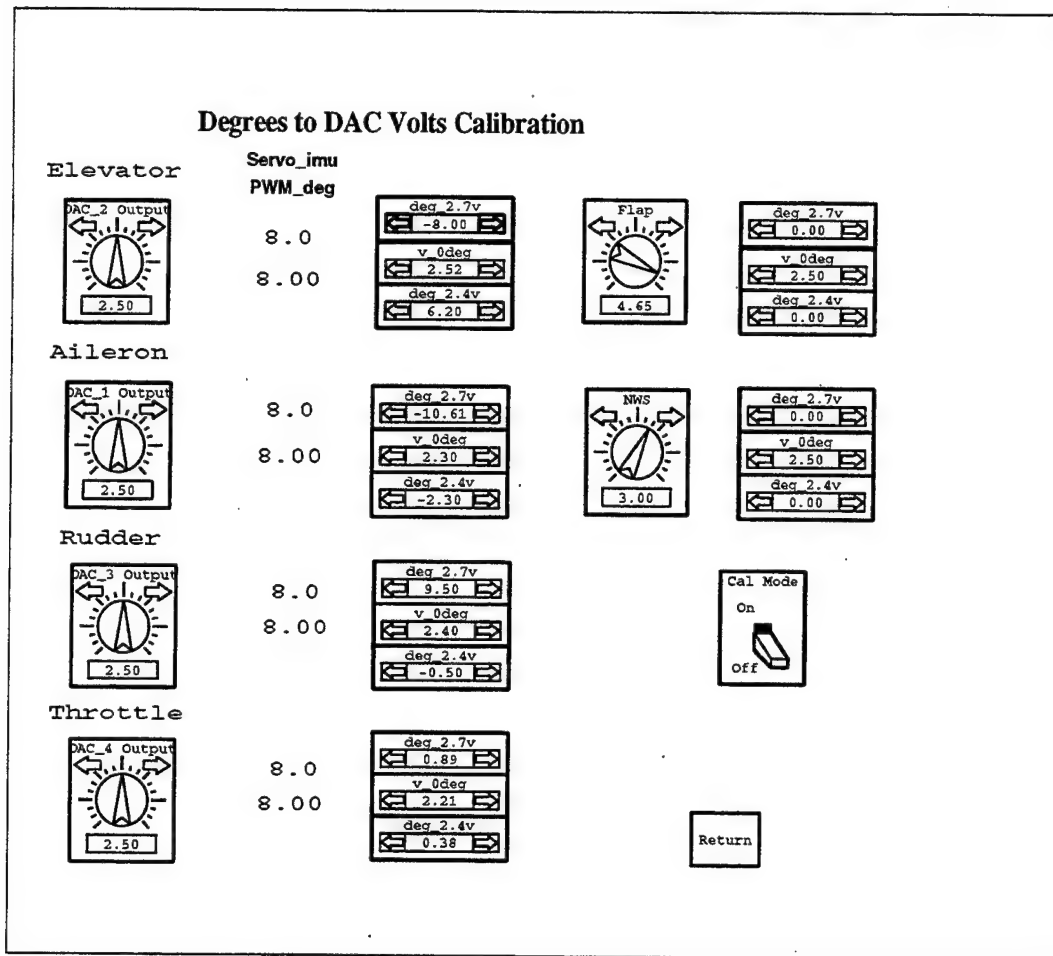 Degrees to DAC Volts Calibration
Servo_imu
PWM_deg
Elevator
DAC_2 Output
2.50
8.0
8.00
deg_2.7v
-8.00
v_0deg
2.52
deg_2.4v
6.20
Flap
4.65
deg_2.7v
0.00
v_0deg
2.50
deg_2.4v
0.00
Aileron
DAC_1 Output
2.50
8.0
8.00
deg_2.7v
-10.61
v_0deg
2.30
deg_2.4v
-2.30
NWS
3.00
deg_2.7v
0.00
v_0deg
2.50
deg_2.4v
0.00
Rudder
DAC_3 Output
2.50
8.0
8.00
deg_2.7v
9.50
v_0deg
2.40
deg_2.4v
-0.50
Cal Mode
On
Off
Throttle
DAC_4 Output
2.50
8.0
8.00
deg_2.7v
0.89
v_0deg
2.21
deg_2.4v
0.38
Return